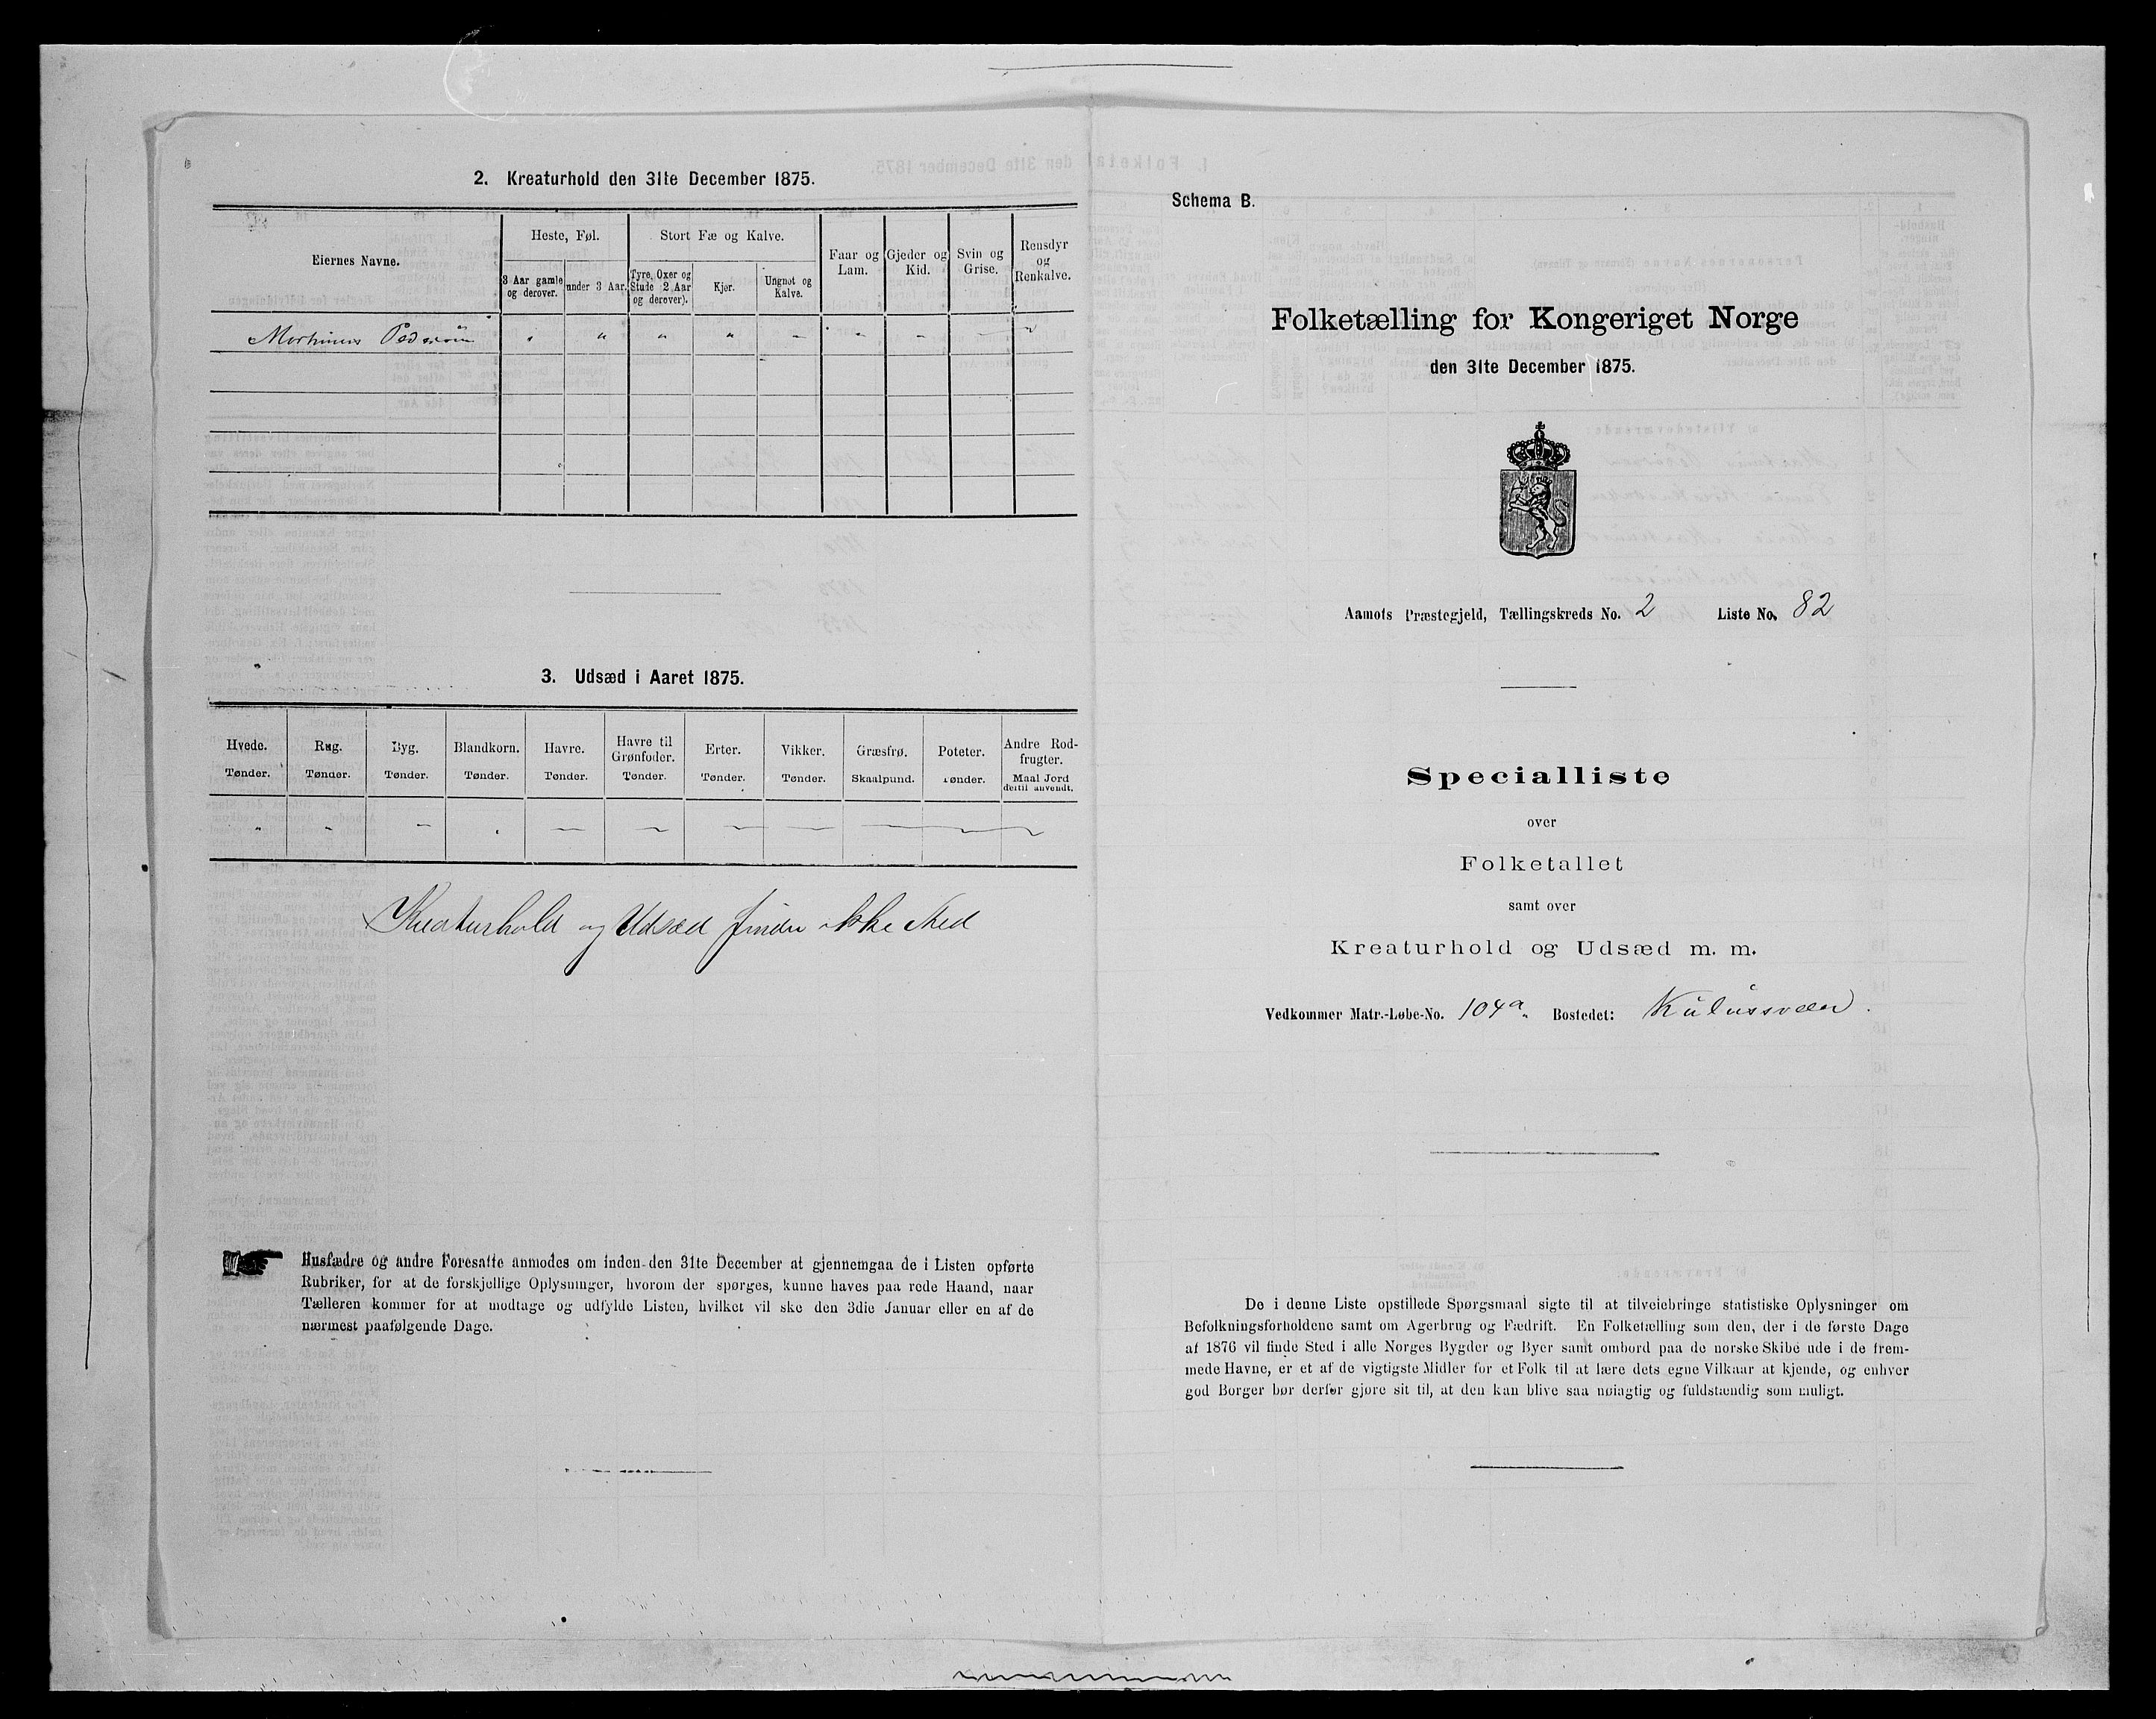 2. Kreaturhold den 31te December 1875.
Eiernes Navne.
Heste, Føl.
Stort Fæ og Kalve.
Faar og Lam.
Gjeder og Kid.
Svin og Grise.
Rensdyr og Renkalve.
3 Aar gamle og derover.
under 3 Aar.
Tyre, Oxer og Stude (2 Aar og derover).
Kjer.
Ungnøt og Kalve.
Marthinus Pedersen
3. Udsæd i Aaret 1875.
Hvede. Rug. Byg. Blandkorn. Havre. Havre til Grønfoder. Erter. Vikker. Græsfrø. Poteter. Andre Rodfrugter.
Tønder. Tønder. Tønder. Tønder. Tønder. Tønder. Tønder. Tønder. Skaalpund. Tønder. Maal Jord dertil anvendt.
Kreaturhold og Udsæd finder ikke Sted
Husfædre og andre Foresatte anmodes om inden den 31te December at gjennemgaa de i Listen opførte
Rubriker, for at de forskjellige Oplysninger, hvorom der spørges, kunne haves paa rede Haand, naar
Tælleren kommer for at modtage og udfylde Listen, hvilket vil ske den 3die Januar eller en af de
nærmest paafølgende Dage.
Schema B.
Folketælling for Kongeriget Norge
den 31te December 1875.
Aamots Præstegjeld, Tællingskreds No. 2 Liste No. 82
Specialliste
over
Folketallet
samt over
Kreaturhold og Udsæd m. m.
Vedkommer Matr.-Løbe-No. 104a. Bostedet:
De i denne Liste opstillede Spørgsmaal sigte til at tilveiebringe statistiske Oplysninger om
Befolkningsforholdene samt om Agerbrug og Fædrift. En Folketælling som den, der i de første Dage
af 1876 vil finde Sted i alle Norges Bygder og Byer samt ombord paa de norske Skibe ude i de frem-
mede Havne, er et af de vigtigste Midler for et Folk til at lære dets egne Vilkaar at kjende, og enhver
god Borger bør derfor gjøre sit til, at den kan blive saa nøiagtig og fuldstændig som muligt.